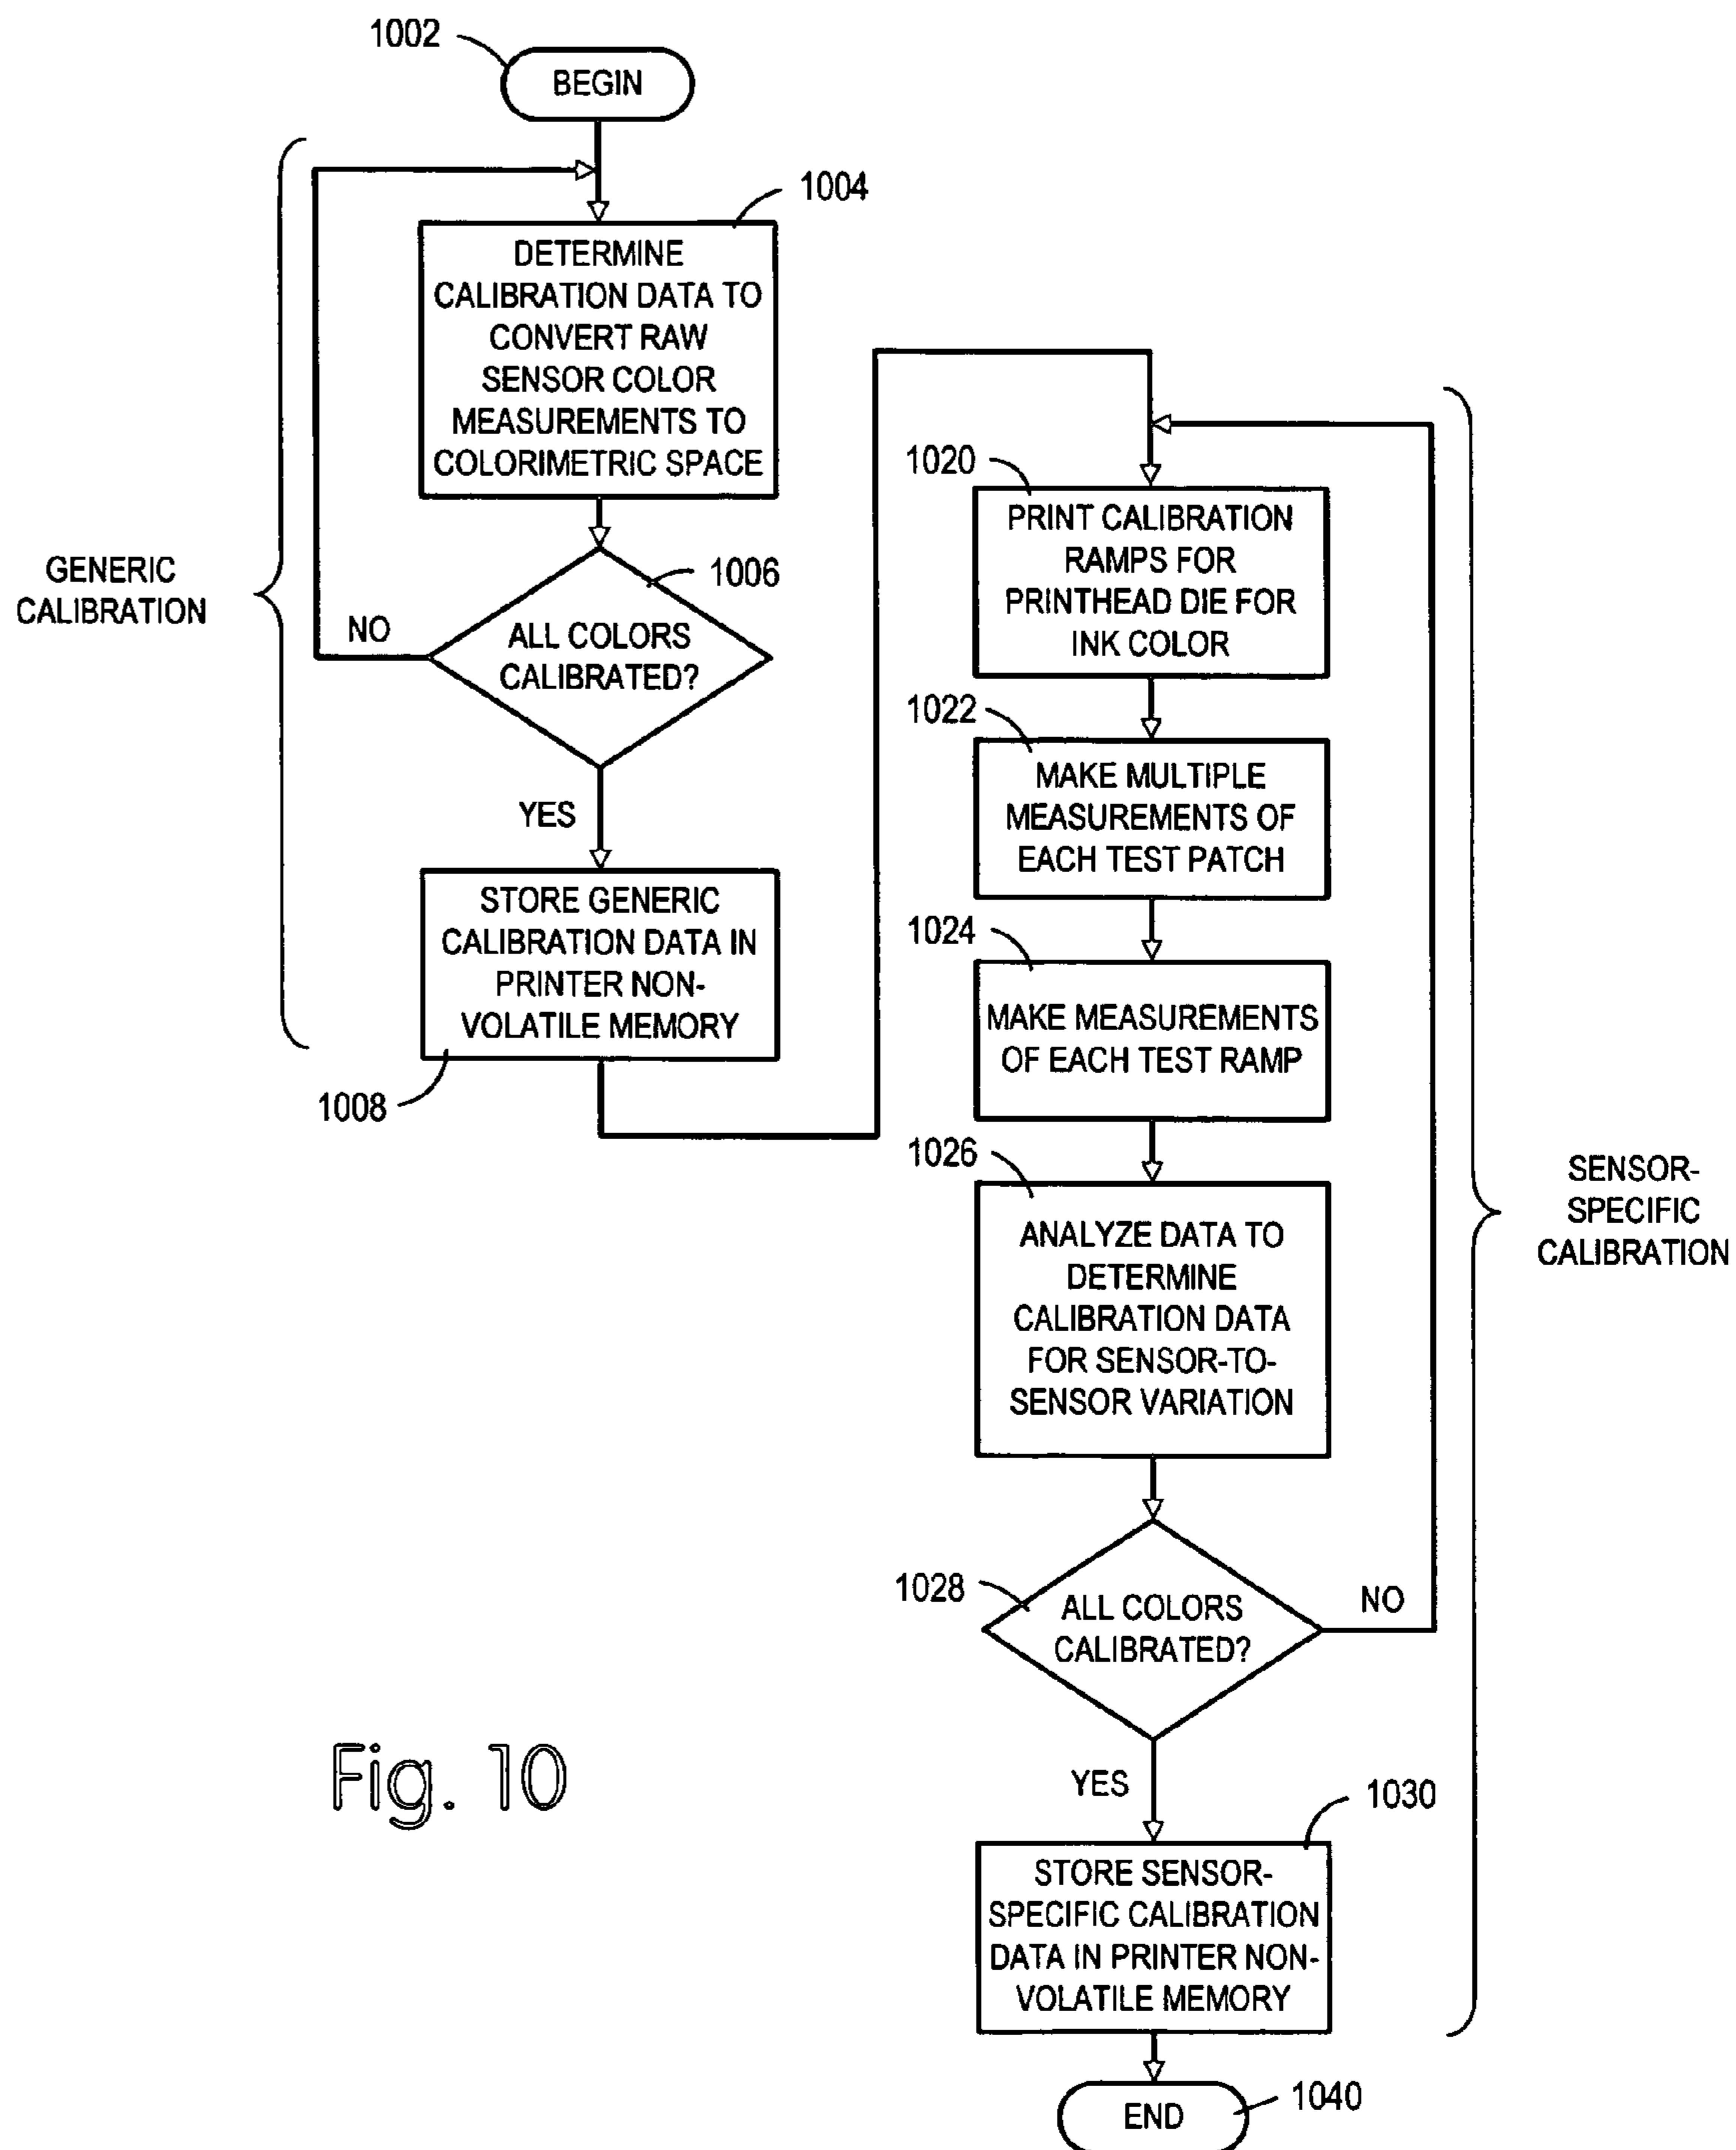 1002
BEGIN
1004
DETERMINE
CALIBRATION DATA TO
CONVERT RAW
SENSOR COLOR
MEASUREMENTS TO
COLORIMETRIC SPACE
GENERIC
CALIBRATION
1006
ALL COLORS
CALIBRATED?
NO
YES
STORE GENERIC
CALIBRATION DATA IN
PRINTER NON-
VOLATILE MEMORY
1008
1020
PRINT CALIBRATION
RAMPS FOR
PRINTHEAD DIE FOR
INK COLOR
1022
MAKE MULTIPLE
MEASUREMENTS OF
EACH TEST PATCH
1024
MAKE MEASUREMENTS
OF EACH TEST RAMP
1026
ANALYZE DATA TO
DETERMINE
CALIBRATION DATA
FOR SENSOR-TO-
SENSOR VARIATION
SENSOR-
SPECIFIC
CALIBRATION
1028
ALL COLORS
CALIBRATED?
NO
YES
1030
STORE SENSOR-
SPECIFIC CALIBRATION
DATA IN PRINTER NON-
VOLATILE MEMORY
END
1040
Fig. 10